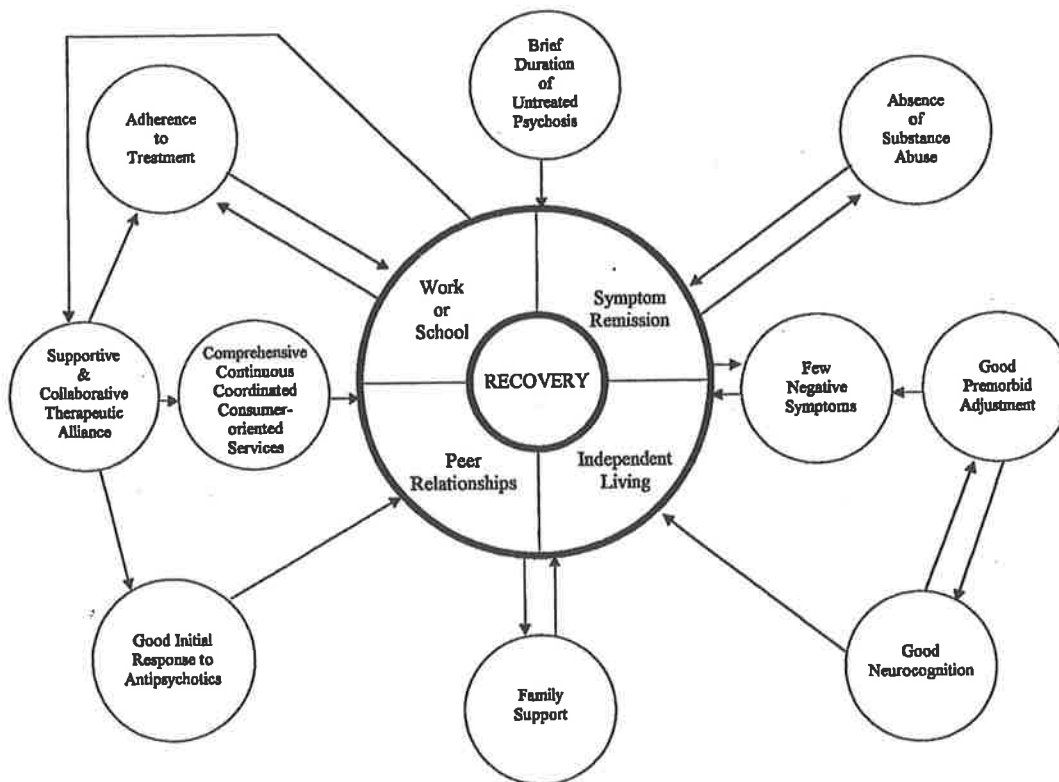 Brief
Duration
of
Untreated
Psychosis
Adherence
to
Treatment
Absence
of
Substance
Abuse
Work
or
School
Symptom
Remission
Supportive
&
Collaborative
Therapeutic
Alliance
Comprehensive
Continuous
Coordinated
Consumer-
oriented
Services
RECOVERY
Few
Negative
Symptoms
Good
Premorbid
Adjustment
Peer
Relationships
Independent
Living
Good Initial
Response to
Antipsychotics
Family
Support
Good
Neurocognition